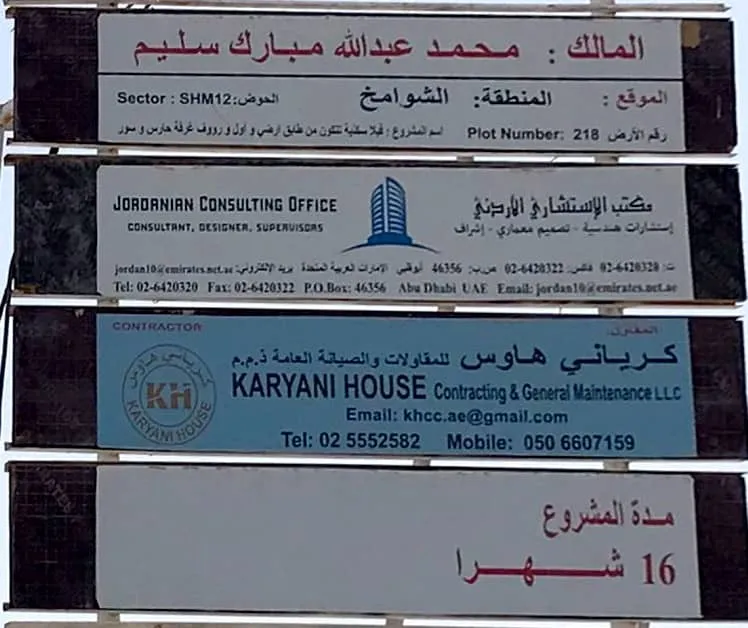 المالك : محمد عبدالله مبارك سليم
الموقع : المنطقة: الشوامخ الحوض: Sector : SHM12
رقم الأرض Plot Number: 218 اسم المشروع : فيلا سكنية تتكون من طابق ارضي و اول و رووف غرفة حارس و سور
JORDANIAN CONSULTING OFFICE مكتب الإستشاري الأردني
CONSULTANT, DESIGNER, SUPERVISORS إستشارات هندسية - تصميم معماري - إشراف
ت: 02-6420320 فاكس: 02-6420322 ص.ب: 46356 أبوظبي الإمارات العربية المتحدة بريد الإلكتروني: jordan10@emirates.net.ae
Tel: 02-6420320 Fax: 02-6420322 P.O.Box: 46356 Abu Dhabi UAE Email: jordan10@emirates.net.ae
CONTRACTOR المقاول:
كرياني هاوس للمقاولات والصيانة العامة ذ.م.م
كرياني هاوس
KH
KARYANI HOUSE
KARYANI HOUSE Contracting & General Maintenance LLC
Email: khcc.ae@gmail.com
Tel: 02 5552582 Mobile: 050 6607159
مدة المشروع
16 شهرا